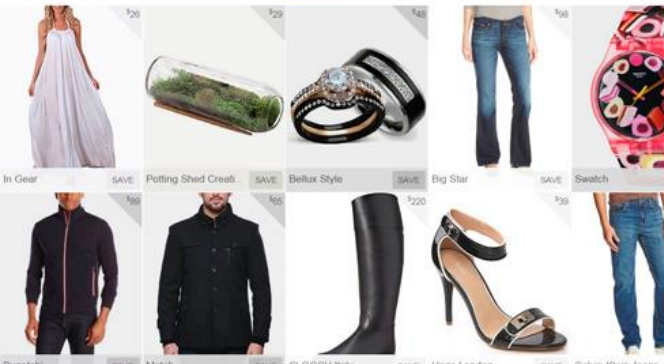 $26
$29
$48
$98
In Gear SAVE
Potting Shed Creati... SAVE
Bellux Style SAVE
Big Star SAVE
Swatch
$89
$65
$220
$39